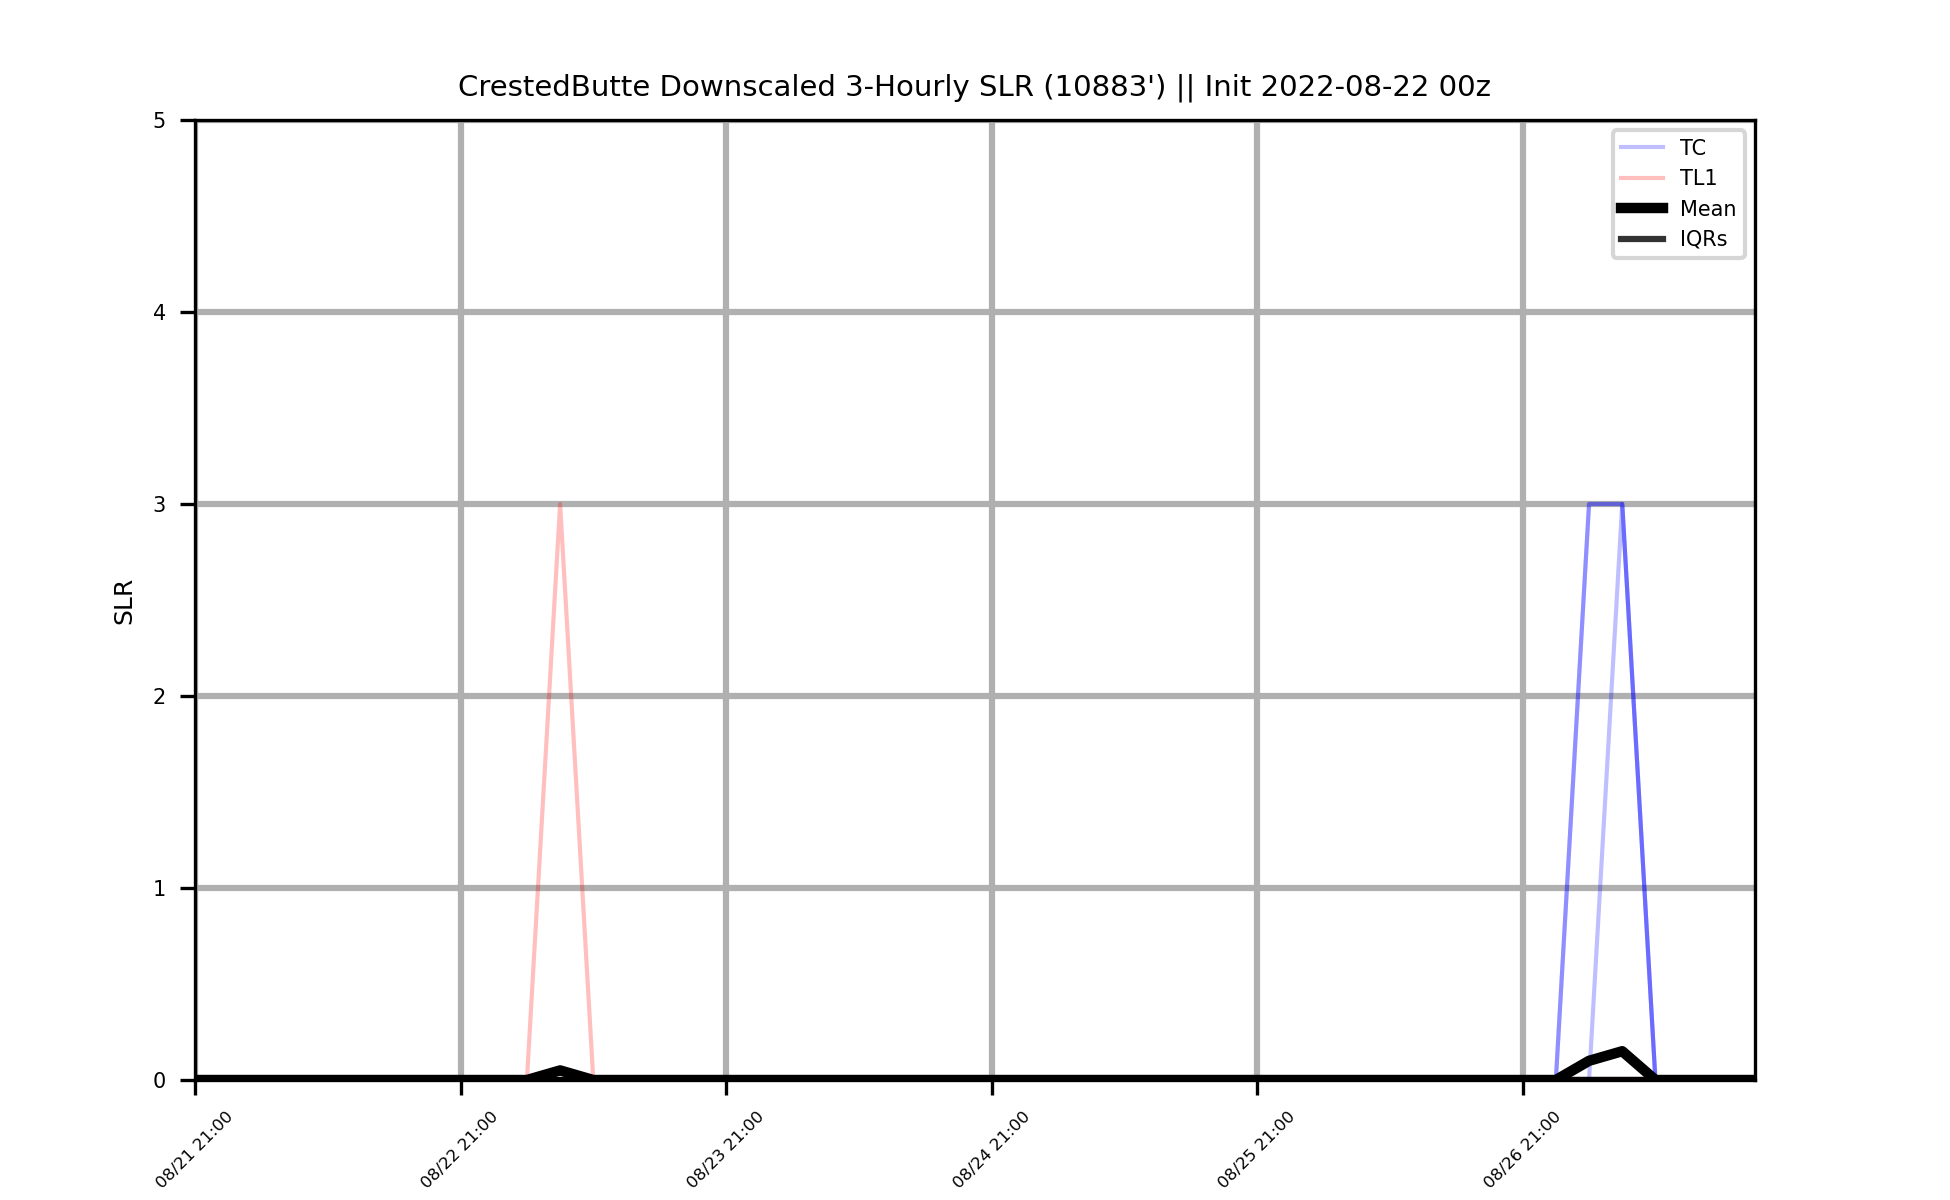 CrestedButte Downscaled 3-Hourly SLR (10883') || Init 2022-08-22 00z
5
4
3
2
1
0
SLR
TC
TL1
Mean
IQRs
08/21 21:00
08/22 21:00
08/23 21:00
08/24 21:00
08/25 21:00
08/26 21:00